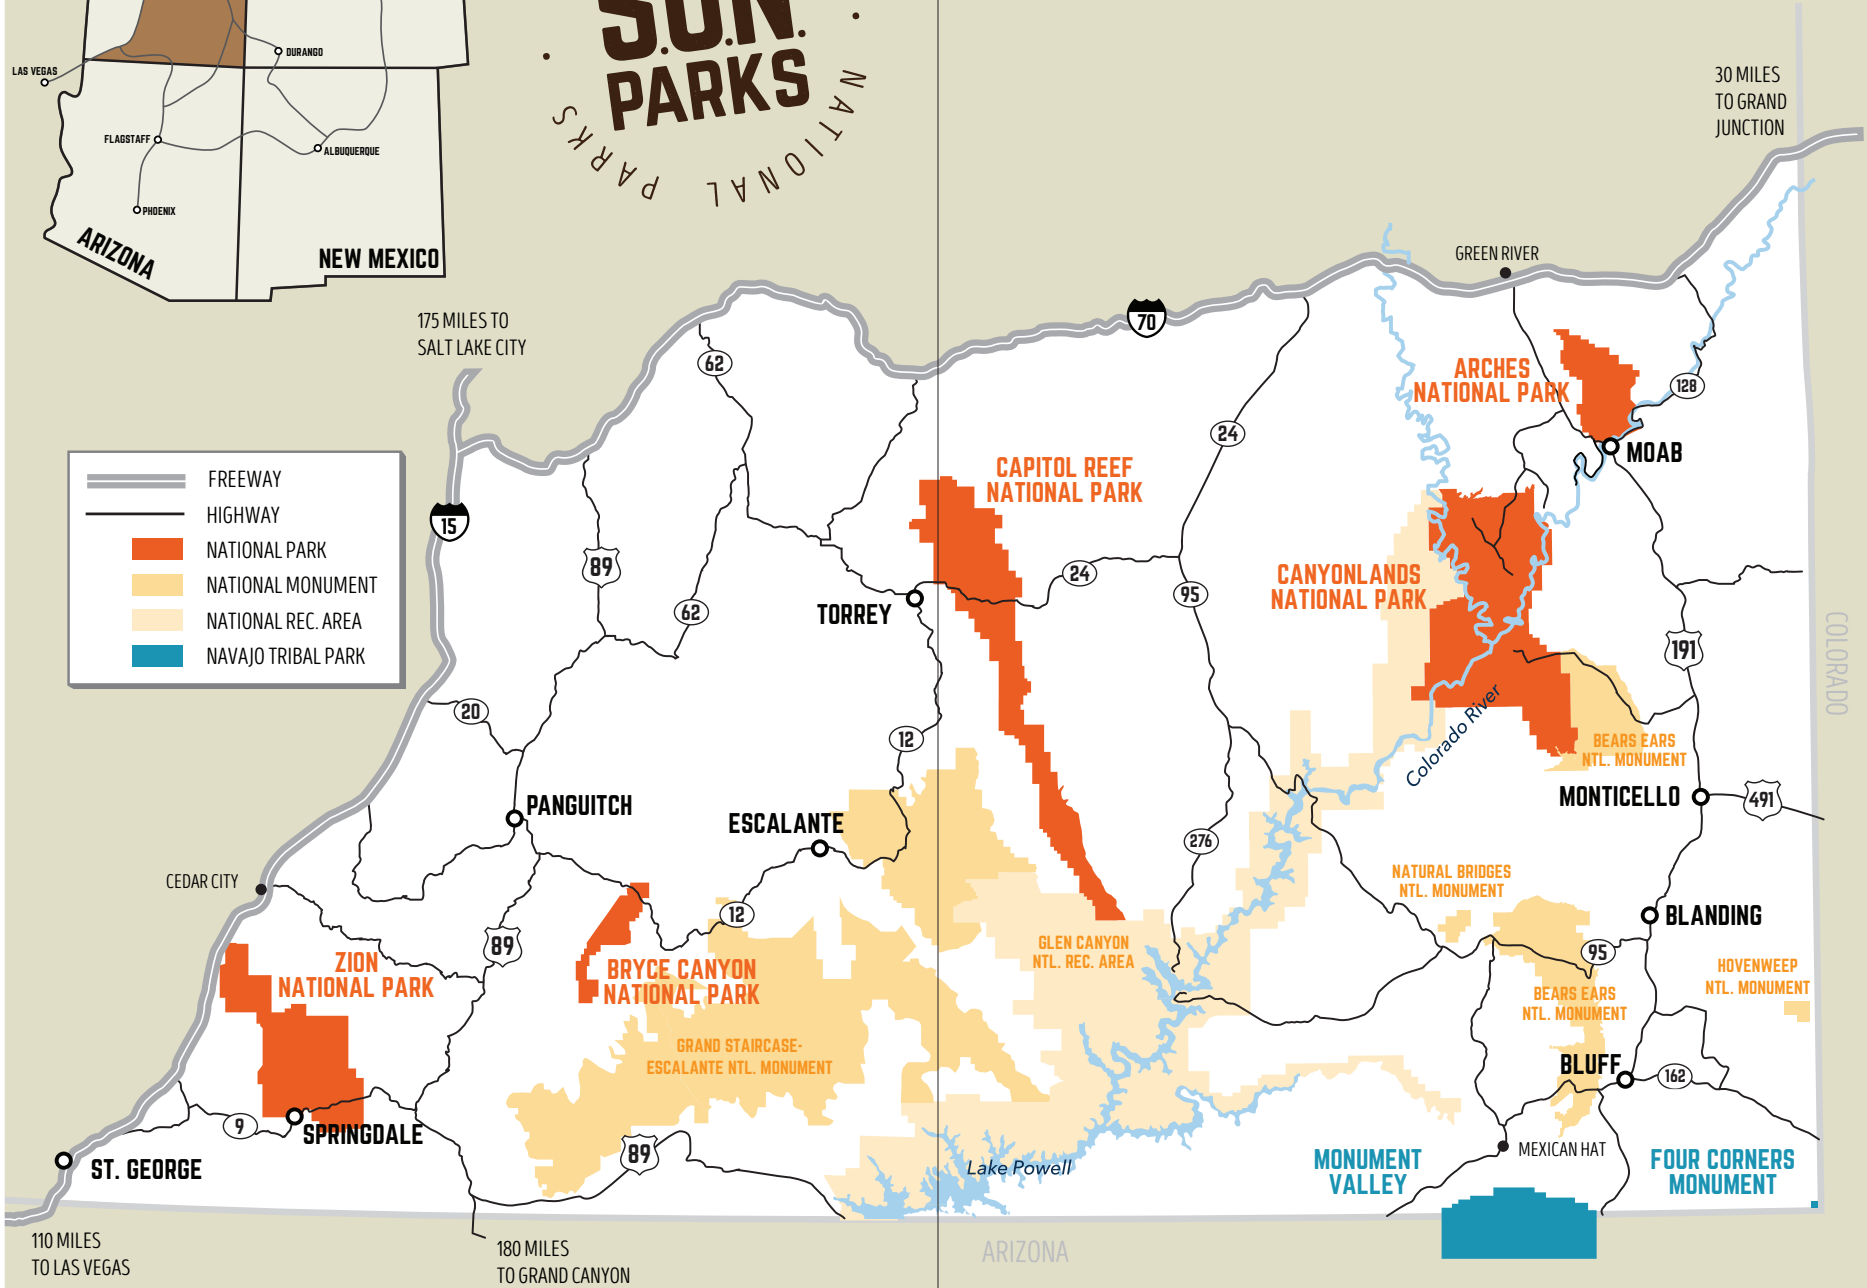 S.U.N.
PARKS
NATIONAL PARKS
LAS VEGAS
DURANGO
FLAGSTAFF
ALBUQUERQUE
PHOENIX
ARIZONA
NEW MEXICO
30 MILES
TO GRAND
JUNCTION
175 MILES TO
SALT LAKE CITY
GREEN RIVER
70
62
ARCHES
NATIONAL PARK
128
MOAB
24
FREEWAY
HIGHWAY
NATIONAL PARK
NATIONAL MONUMENT
NATIONAL REC. AREA
NAVAJO TRIBAL PARK
15
CAPITOL REEF
NATIONAL PARK
89
62
24
95
TORREY
CANYONLANDS
NATIONAL PARK
191
COLORADO
20
12
Colorado River
BEARS EARS
NTL. MONUMENT
PANGUITCH
ESCALANTE
MONTICELLO
491
276
CEDAR CITY
NATURAL BRIDGES
NTL. MONUMENT
12
BLANDING
89
95
GLEN CANYON
NTL. REC. AREA
ZION
NATIONAL PARK
BRYCE CANYON
NATIONAL PARK
HOVENWEEP
NTL. MONUMENT
BEARS EARS
NTL. MONUMENT
GRAND STAIRCASE-
ESCALANTE NTL. MONUMENT
BLUFF
162
9
SPRINGDALE
89
ST. GEORGE
Lake Powell
MEXICAN HAT
MONUMENT
VALLEY
FOUR CORNERS
MONUMENT
110 MILES
TO LAS VEGAS
180 MILES
TO GRAND CANYON
ARIZONA